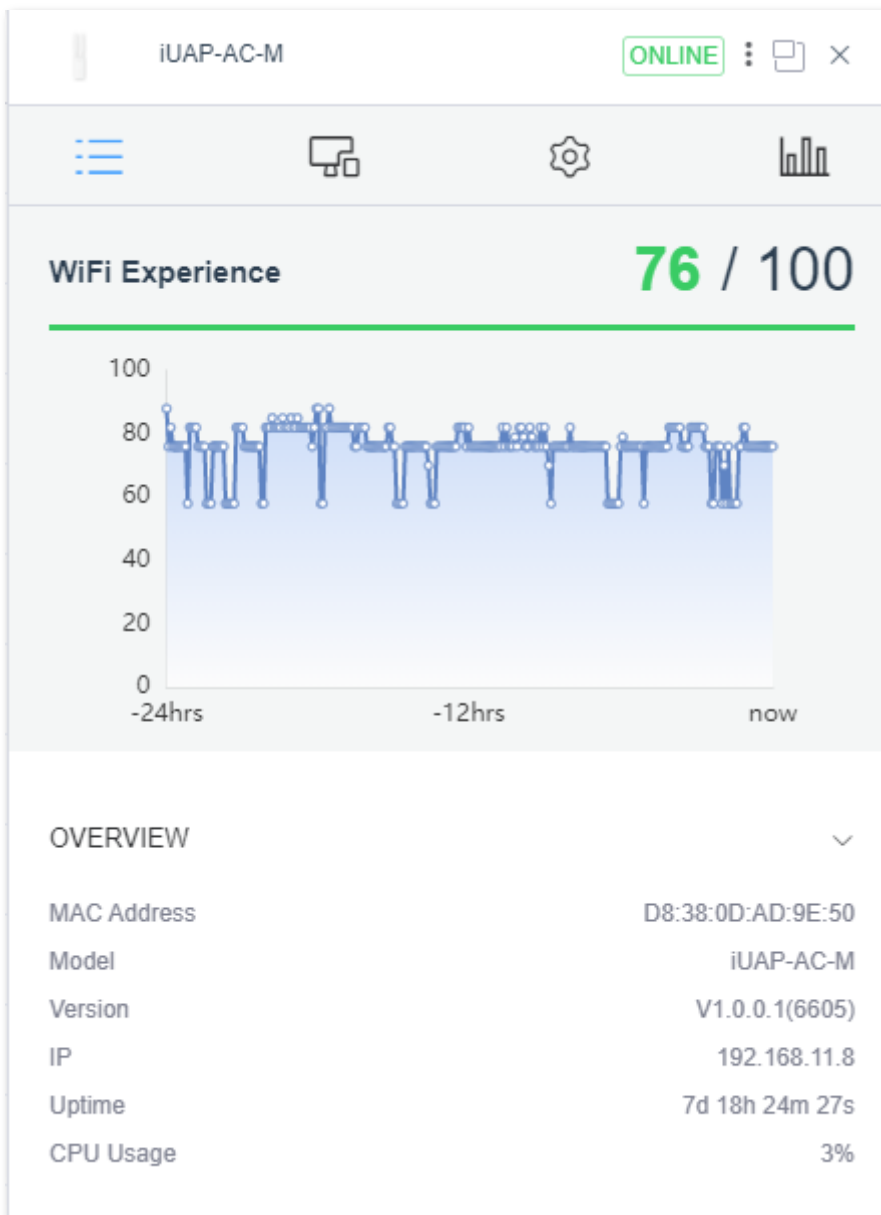 iUAP-AC-M ONLINE
WiFi Experience 76 / 100
100
80
60
40
20
0
-24hrs -12hrs now
OVERVIEW
MAC Address D8:38:0D:AD:9E:50
Model iUAP-AC-M
Version V1.0.0.1(6605)
IP 192.168.11.8
Uptime 7d 18h 24m 27s
CPU Usage 3%